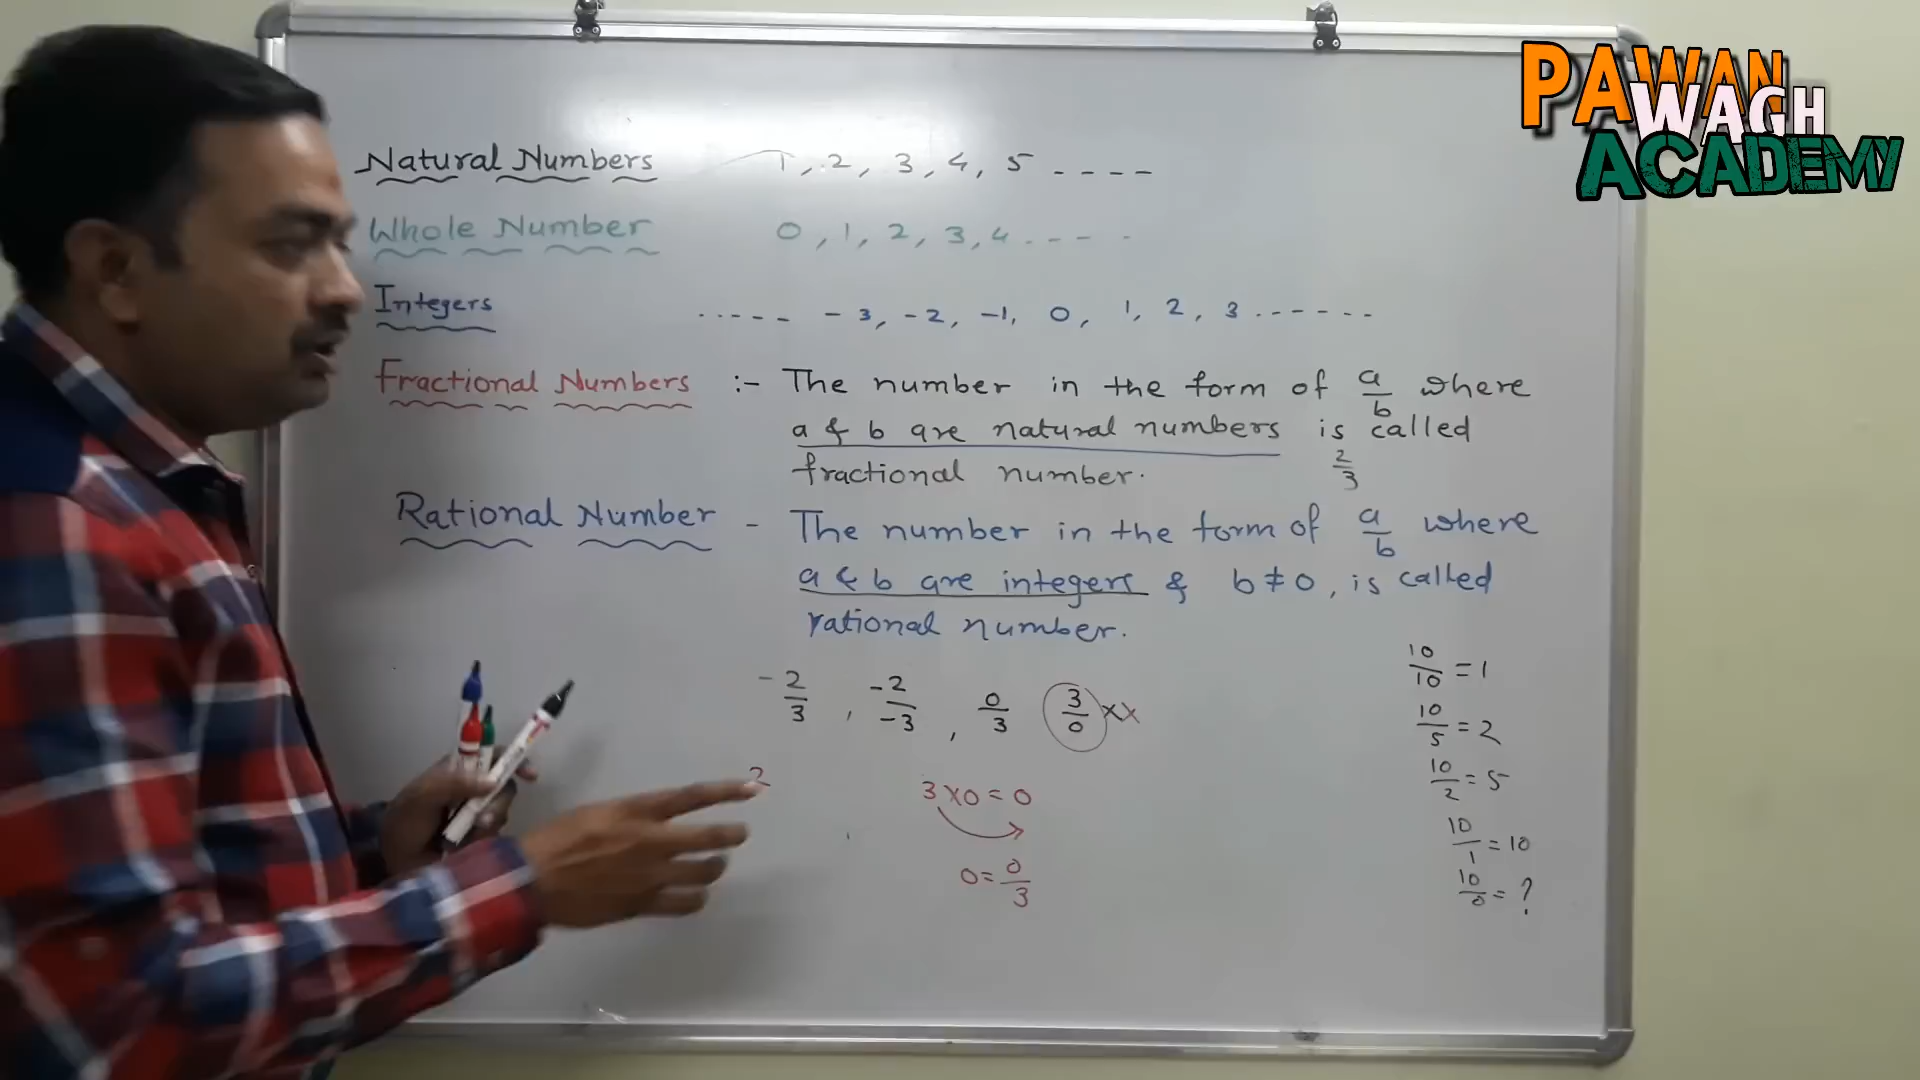 PAWAN
WAGH
ACADEMY
Natural Numbers 1, 2, 3, 4, 5 - - - -
Whole Number 0, 1, 2, 3, 4 - - - -
Integers ..... -3, -2, -1, 0, 1, 2, 3 ------
Fractional Numbers :- The number in the form of a/b where
a & b are natural numbers is called
fractional number. 2/3
Rational Number - The number in the form of a/b where
a & b are integers & b ≠ 0, is called
rational number.
-2/3, -2/-3, 0/3 3/0 xx
2
3x0=0
0=0/3
10/10 = 1
10/5 = 2
10/2 = 5
10/1 = 10
10/0 = ?